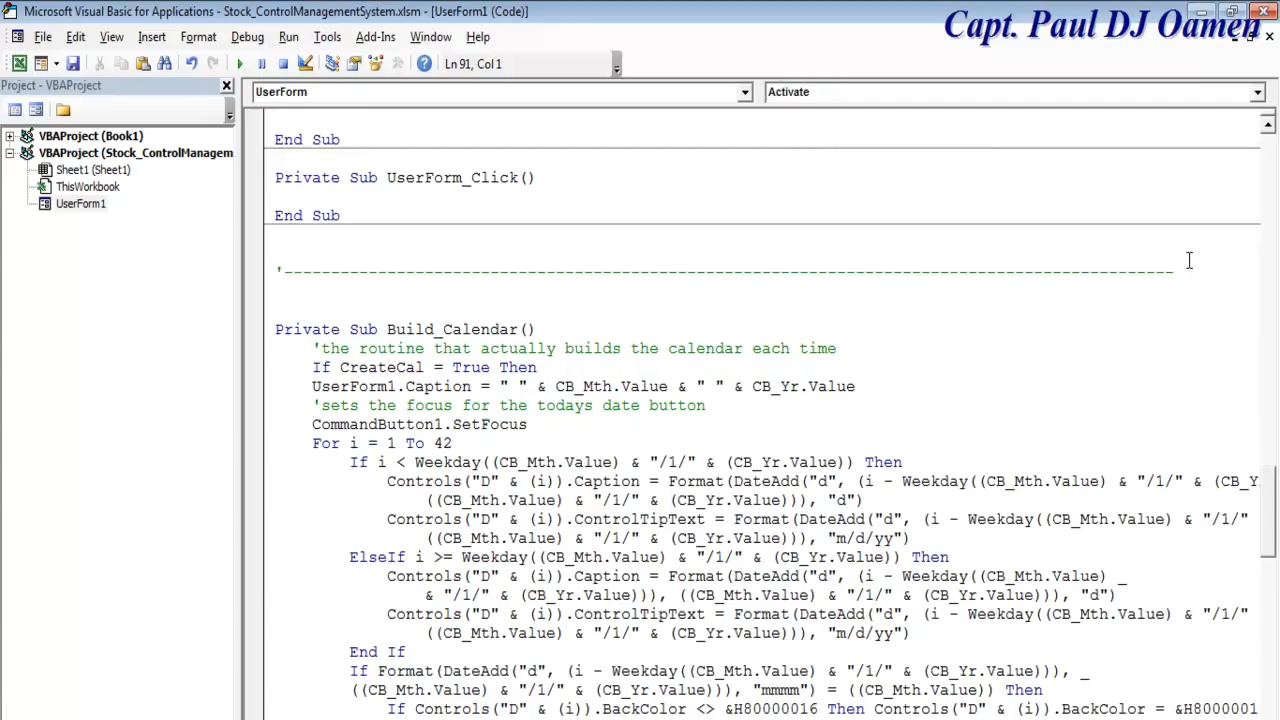 Microsoft Visual Basic for Applications - Stock_ControlManagementSystem.xlsm - [UserForm1 (Code)]
Capt. Paul DJ Oamen
File Edit View Insert Format Debug Run Tools Add-Ins Window Help
Ln 91, Col 1
Project - VBAProject
UserForm
Activate
VBAProject (Book1)
VBAProject (Stock_ControlManagem
Sheet1 (Sheet1)
ThisWorkbook
UserForm1
End Sub
Private Sub UserForm_Click()
End Sub
'-----------------------------------------------------------------------------------------------
Private Sub Build_Calendar()
'the routine that actually builds the calendar each time
If CreateCal = True Then
UserForm1.Caption = " " & CB_Mth.Value & " " & CB_Yr.Value
'sets the focus for the todays date button
CommandButton1.SetFocus
For i = 1 To 42
If i < Weekday((CB_Mth.Value) & "/1/" & (CB_Yr.Value)) Then
Controls("D" & (i)).Caption = Format(DateAdd("d", (i - Weekday((CB_Mth.Value) & "/1/" & (CB_Y
((CB_Mth.Value) & "/1/" & (CB_Yr.Value))), "d")
Controls("D" & (i)).ControlTipText = Format(DateAdd("d", (i - Weekday((CB_Mth.Value) & "/1/"
((CB_Mth.Value) & "/1/" & (CB_Yr.Value))), "m/d/yy")
ElseIf i >= Weekday((CB_Mth.Value) & "/1/" & (CB_Yr.Value)) Then
Controls("D" & (i)).Caption = Format(DateAdd("d", (i - Weekday((CB_Mth.Value) _
& "/1/" & (CB_Yr.Value))), ((CB_Mth.Value) & "/1/" & (CB_Yr.Value))), "d")
Controls("D" & (i)).ControlTipText = Format(DateAdd("d", (i - Weekday((CB_Mth.Value) & "/1/"
((CB_Mth.Value) & "/1/" & (CB_Yr.Value))), "m/d/yy")
End If
If Format(DateAdd("d", (i - Weekday((CB_Mth.Value) & "/1/" & (CB_Yr.Value))), _
((CB_Mth.Value) & "/1/" & (CB_Yr.Value))), "mmmm") = ((CB_Mth.Value)) Then
If Controls("D" & (i)).BackColor <> &H80000016 Then Controls("D" & (i)).BackColor = &H8000001